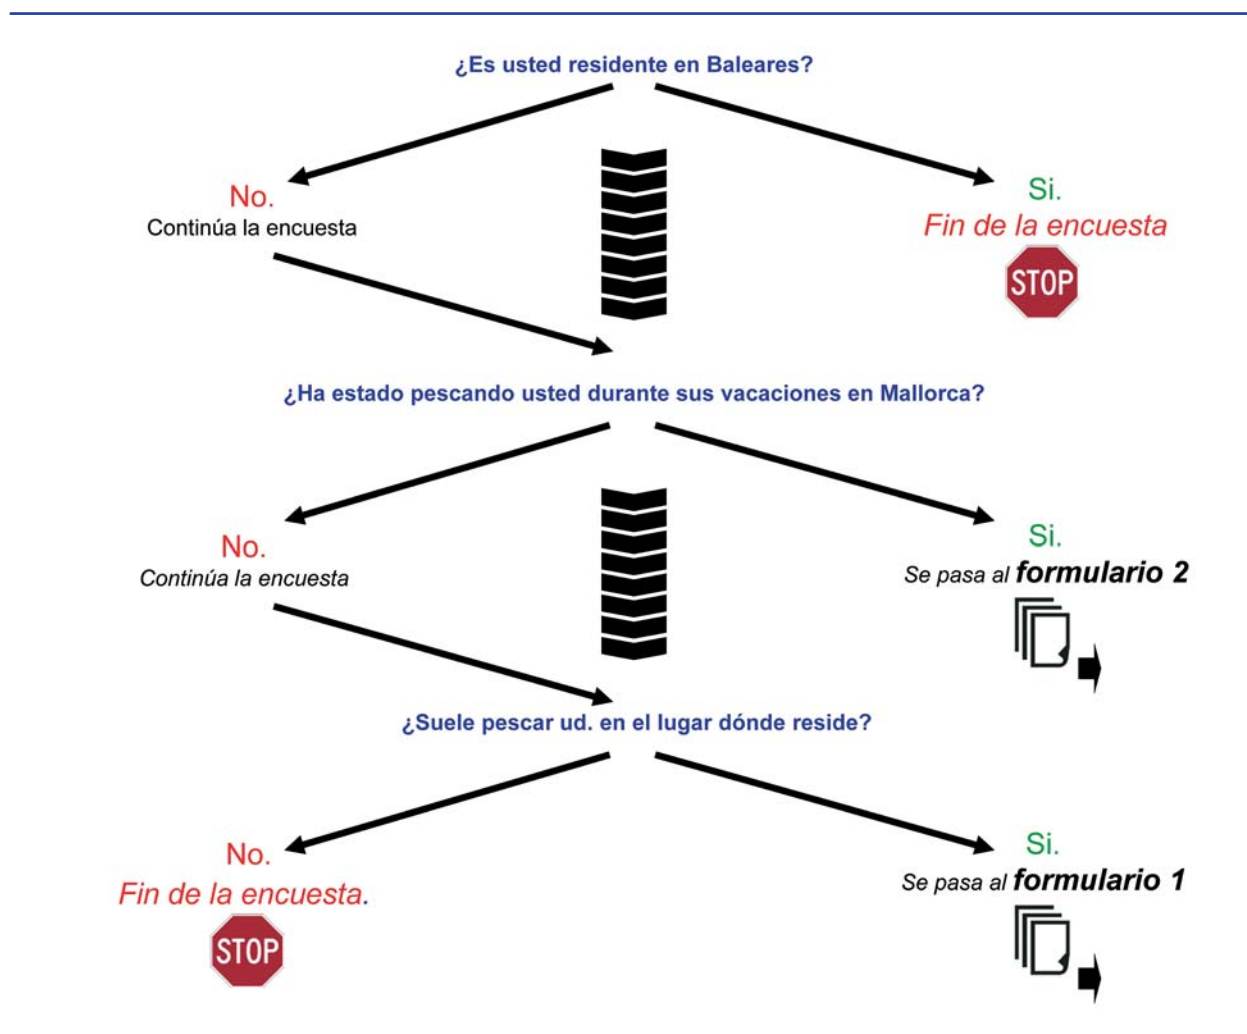 ¿Es usted residente en Baleares?
No.
Continúa la encuesta
Si.
Fin de la encuesta
STOP
¿Ha estado pescando usted durante sus vacaciones en Mallorca?
No.
Continúa la encuesta
Si.
Se pasa al formulario 2
¿Suele pescar ud. en el lugar dónde reside?
No.
Fin de la encuesta.
STOP
Si.
Se pasa al formulario 1